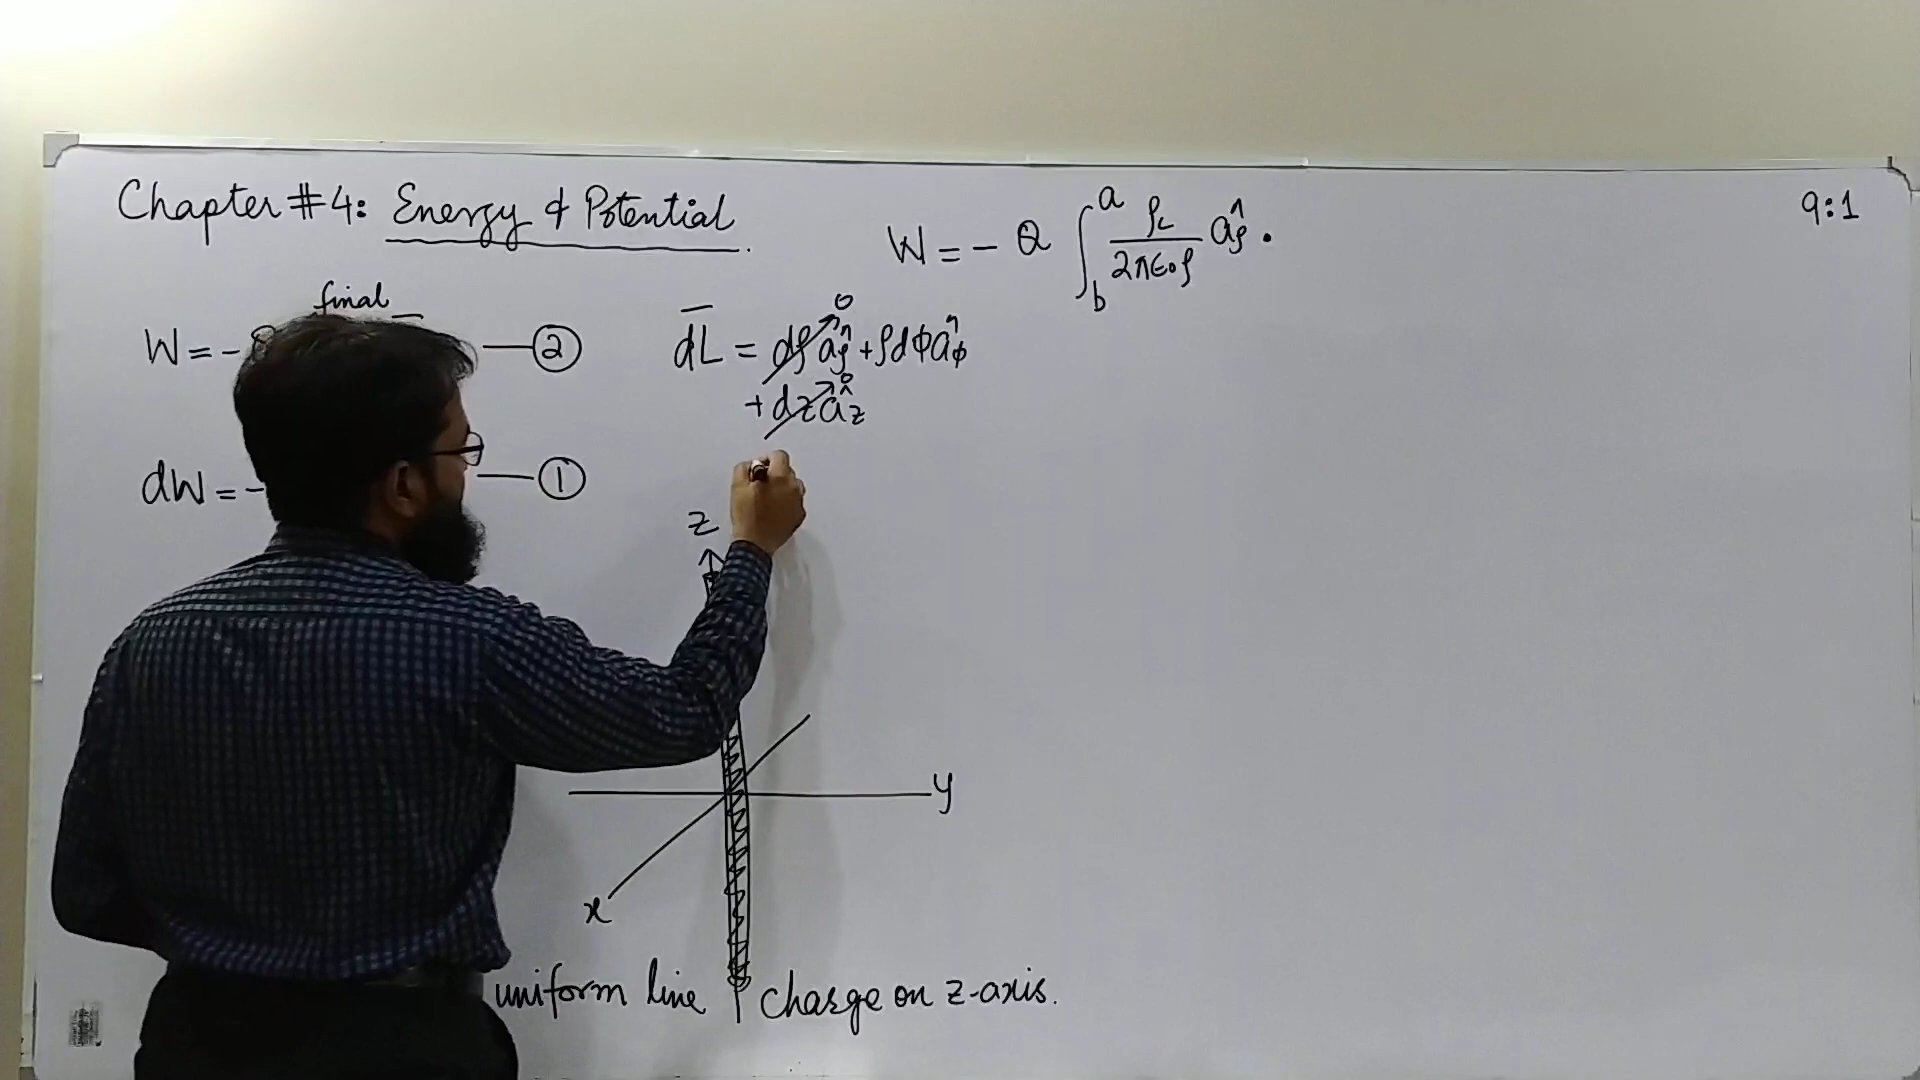 Chapter #4: Energy & Potential.
9:1
W = - Q ∫_b^a ρL / 2πϵ₀ρ âρ ·
final
W = - ②
d̄L = dρ âρ + ρdϕ âϕ
0
+ dz âz
0
dW = - ①
z
y
x
uniform line charge on z-axis.